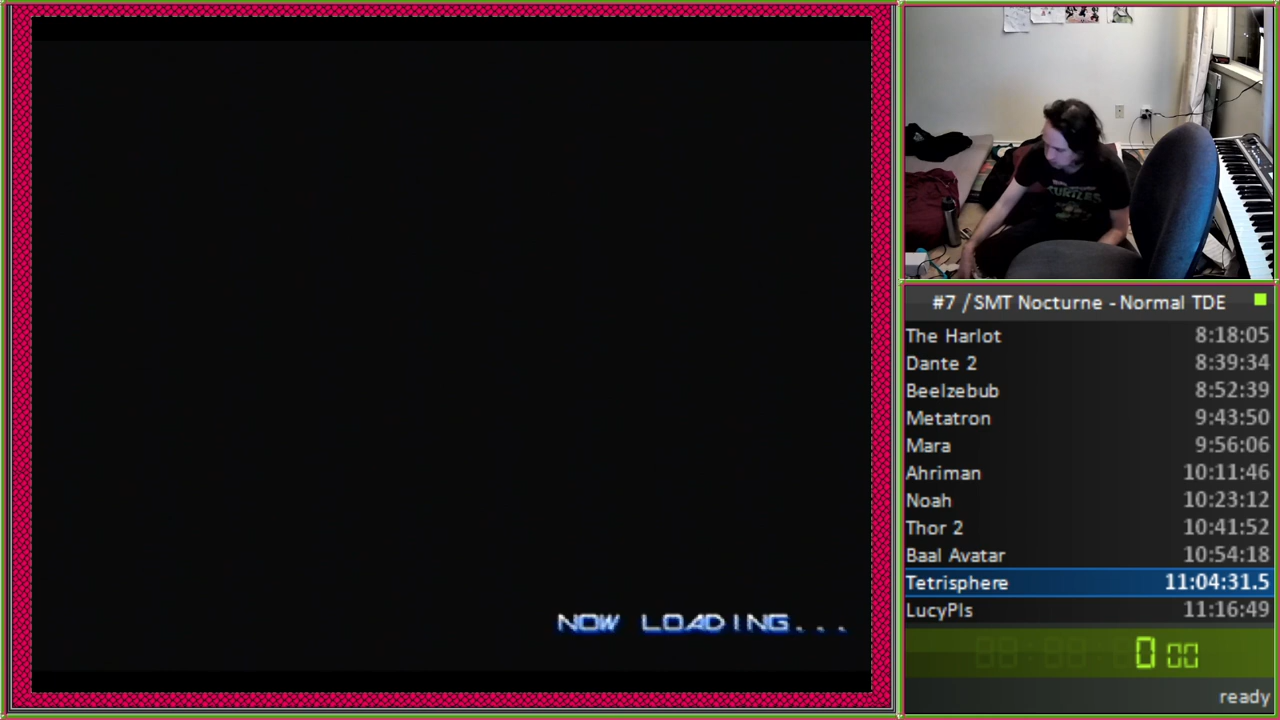 NOW LOADING...
TURTLES
#7 / SMT Nocturne - Normal TDE
The Harlot 8:18:05
Dante 2 8:39:34
Beelzebub 8:52:39
Metatron 9:43:50
Mara 9:56:06
Ahriman 10:11:46
Noah 10:23:12
Thor 2 10:41:52
Baal Avatar 10:54:18
Tetrisphere 11:04:31.5
LucyPls 11:16:49
0 00
ready